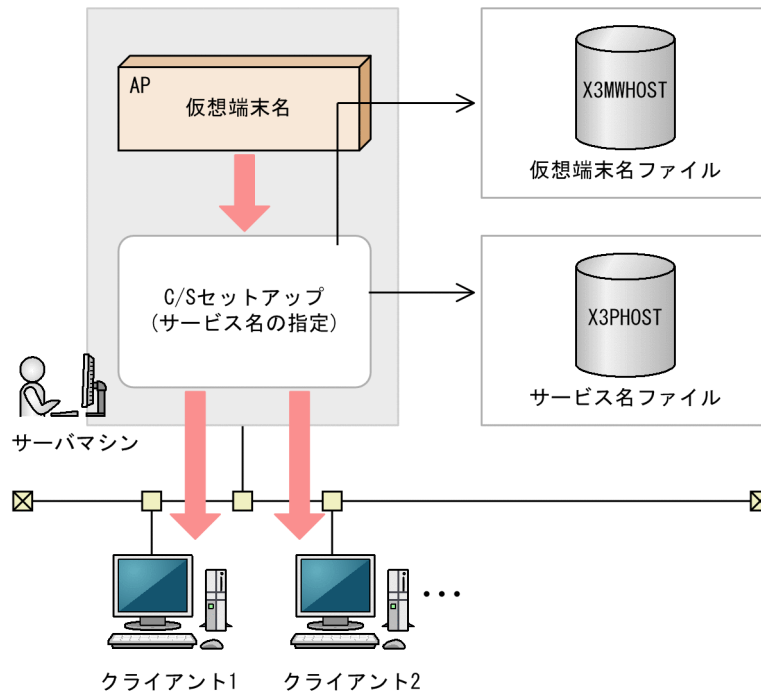 AP
仮想端末名
X3MWHOST
仮想端末名ファイル
C/Sセットアップ
(サービス名の指定)
X3PHOST
サービス名ファイル
サーバマシン
クライアント1
クライアント2
...